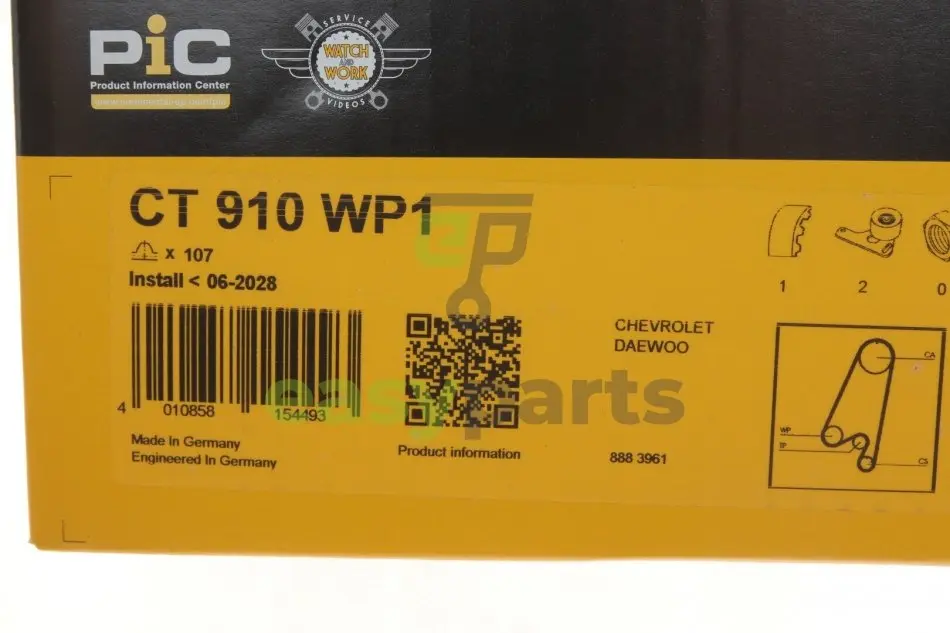 PiC
Product Information Center
SERVICE
WATCH
AND
WORK
VIDEOS
CT 910 WP1
x 107
Install < 06-2028
4 010858 154493
Made In Germany
Engineered In Germany
Product information
CHEVROLET
DAEWOO
888 3961
1 2 0
CA
WP
TP
CS
ep
easyparts